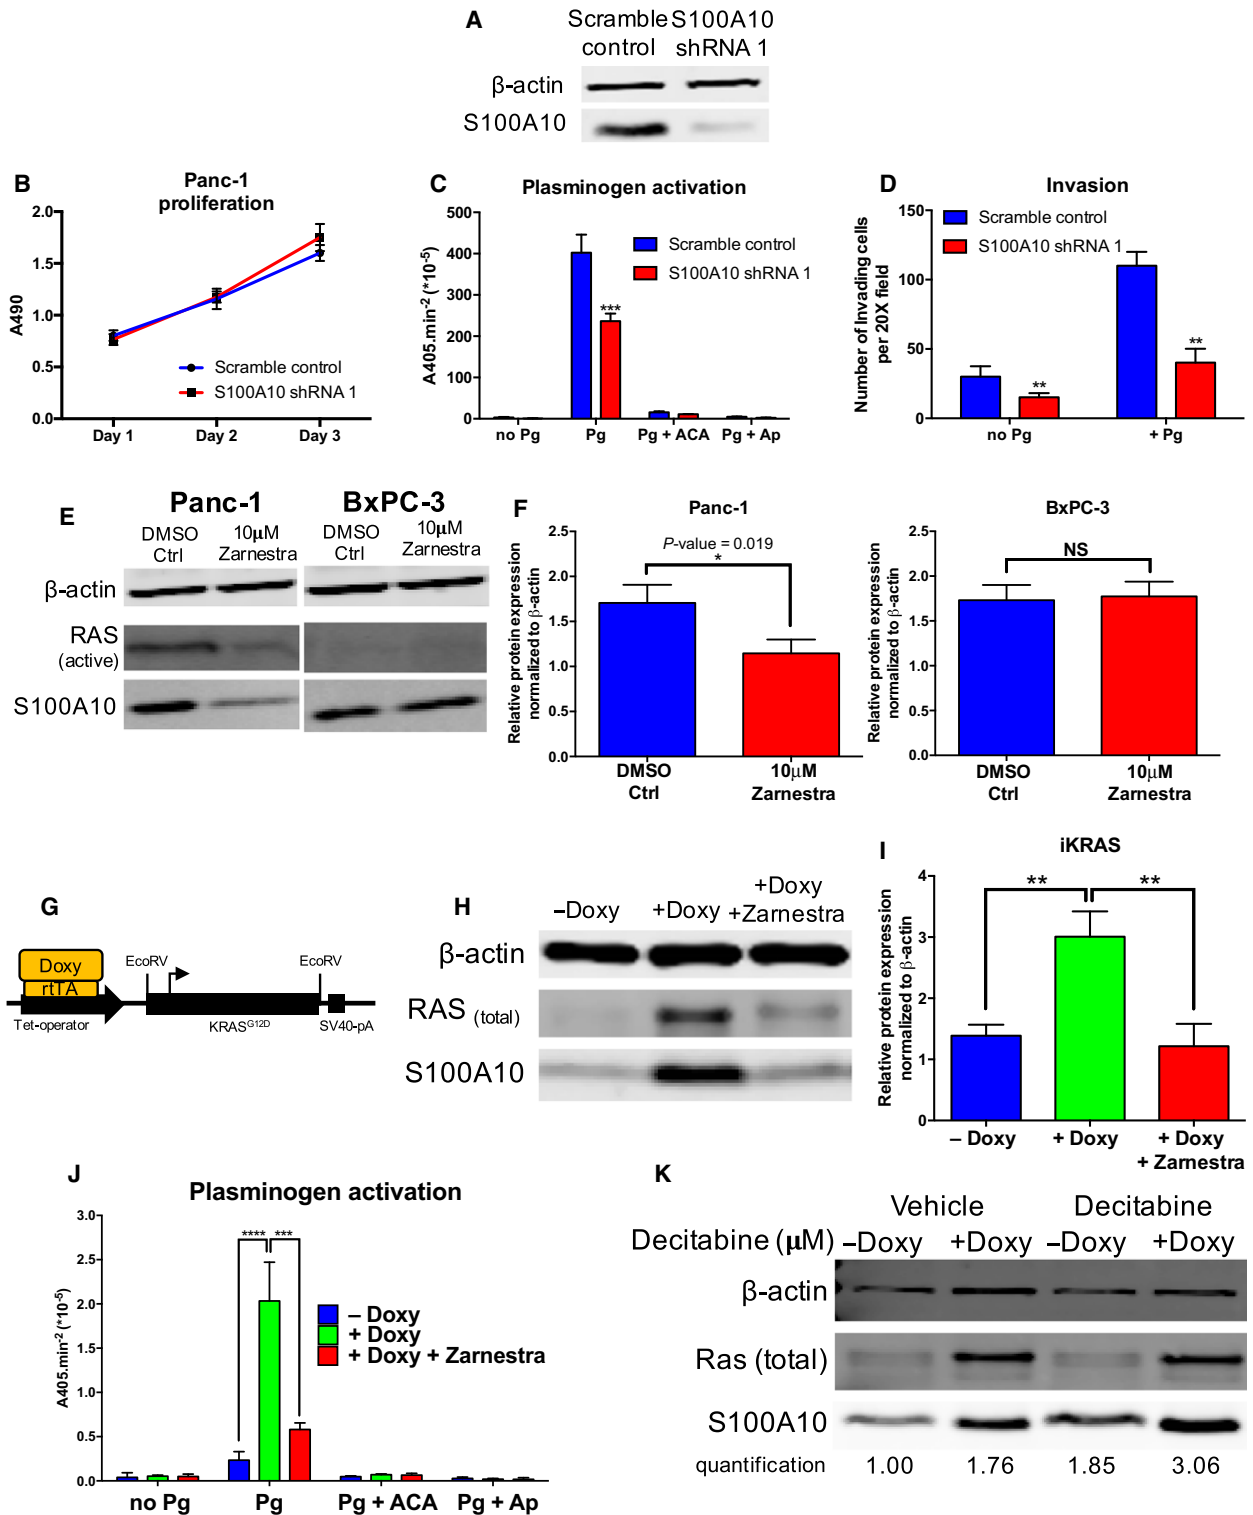 A
Scramble control
S100A10 shRNA 1
β-actin
S100A10
B
Panc-1
proliferation
A490
2.0
1.5
1.0
0.5
0.0
Day 1
Day 2
Day 3
Scramble control
S100A10 shRNA 1
C
Plasminogen activation
A405.min⁻² (*10⁻⁵)
500
400
300
200
100
0
Scramble control
S100A10 shRNA 1
***
no Pg
Pg
Pg + ACA
Pg + Ap
D
Invasion
Number of Invading cells
per 20X field
150
100
50
0
Scramble control
S100A10 shRNA 1
**
**
no Pg
+ Pg
E
Panc-1
BxPC-3
DMSO Ctrl
10μM Zarnestra
DMSO Ctrl
10μM Zarnestra
β-actin
RAS
(active)
S100A10
F
Panc-1
Relative protein expression
normalized to β-actin
2.5
2.0
1.5
1.0
0.5
0.0
P-value = 0.019
*
DMSO Ctrl
10μM Zarnestra
BxPC-3
Relative protein expression
normalized to β-actin
2.5
2.0
1.5
1.0
0.5
0.0
NS
DMSO Ctrl
10μM Zarnestra
G
Doxy
rtTA
EcoRV
EcoRV
Tet-operator
KRASᴳ¹²ᴰ
SV40-pA
H
–Doxy
+Doxy
+Doxy +Zarnestra
β-actin
RAS (total)
S100A10
I
iKRAS
Relative protein expression
normalized to β-actin
4
3
2
1
0
**
**
– Doxy
+ Doxy
+ Doxy
+ Zarnestra
J
Plasminogen activation
A405.min⁻² (*10⁻⁵)
3.0
2.5
2.0
1.5
1.0
0.5
0.0
****
***
– Doxy
+ Doxy
+ Doxy + Zarnestra
no Pg
Pg
Pg + ACA
Pg + Ap
K
Vehicle
Decitabine
Decitabine (μM)
–Doxy
+Doxy
–Doxy
+Doxy
β-actin
Ras (total)
S100A10
quantification
1.00
1.76
1.85
3.06